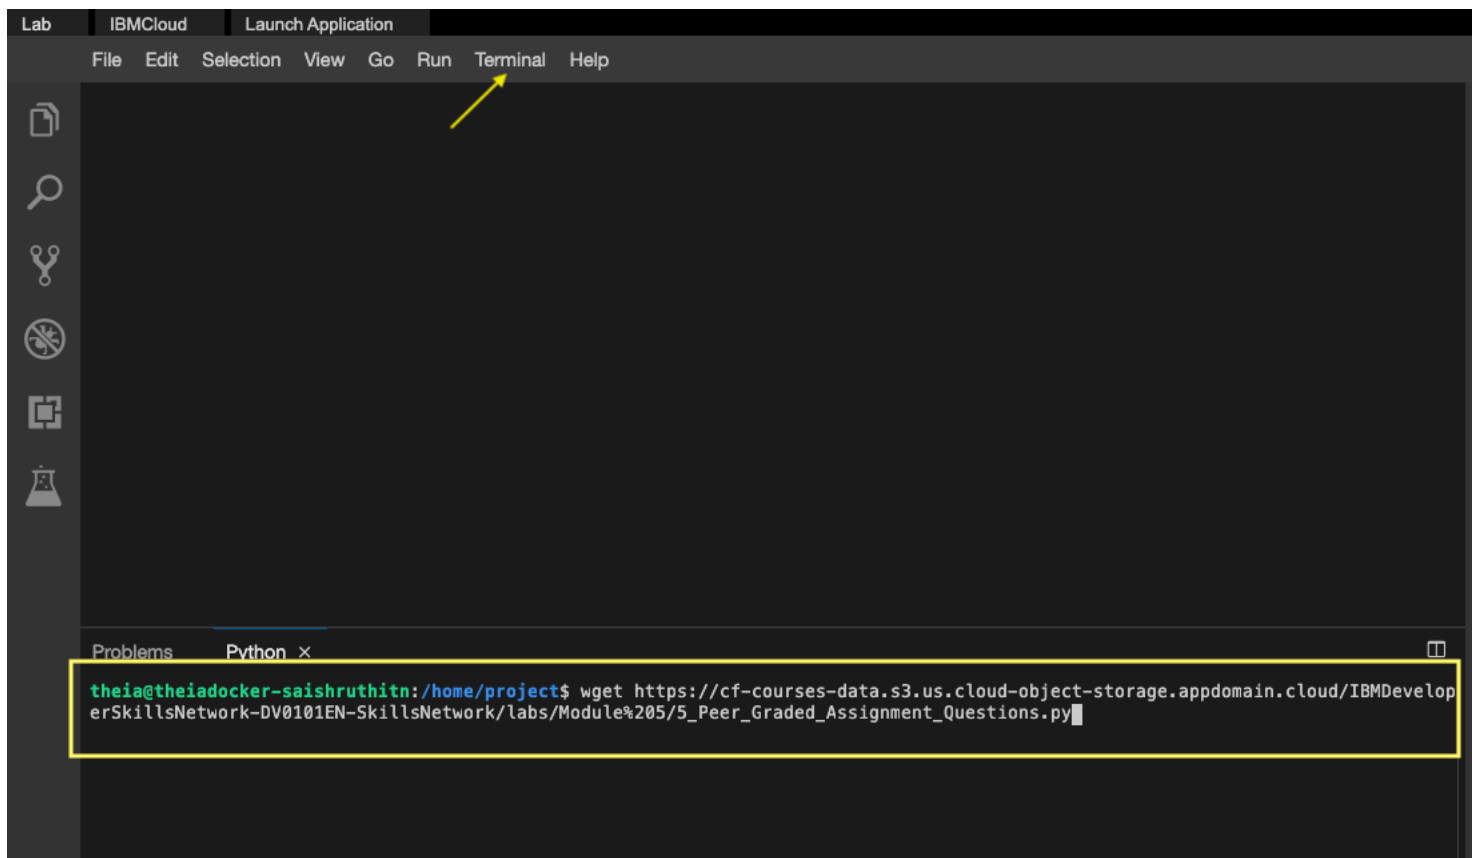 Lab IBMCloud Launch Application
File Edit Selection View Go Run Terminal Help
Problems Python ×
theia@theiadocker-saishruthitn:/home/project$ wget https://cf-courses-data.s3.us.cloud-object-storage.appdomain.cloud/IBMDevelop
erSkillsNetwork-DV0101EN-SkillsNetwork/labs/Module%205/5_Peer_Graded_Assignment_Questions.py